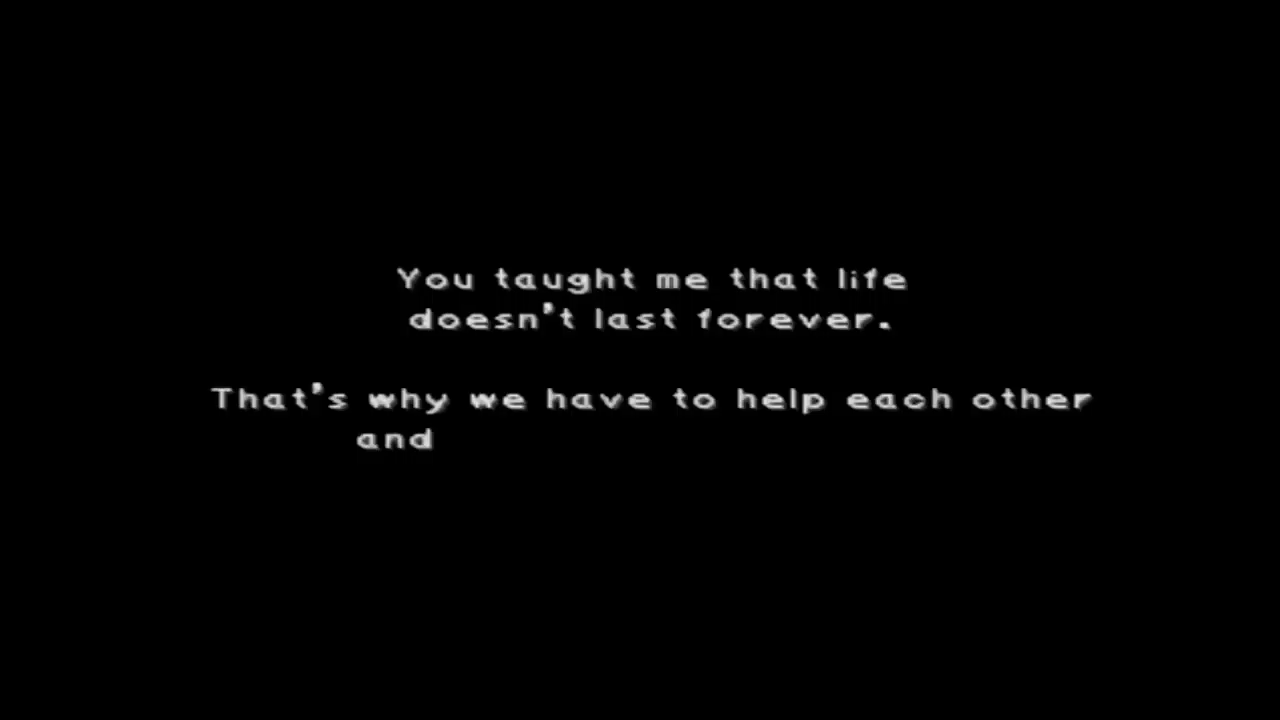 You taught me that life
doesn't last forever.
That's why we have to help each other
and